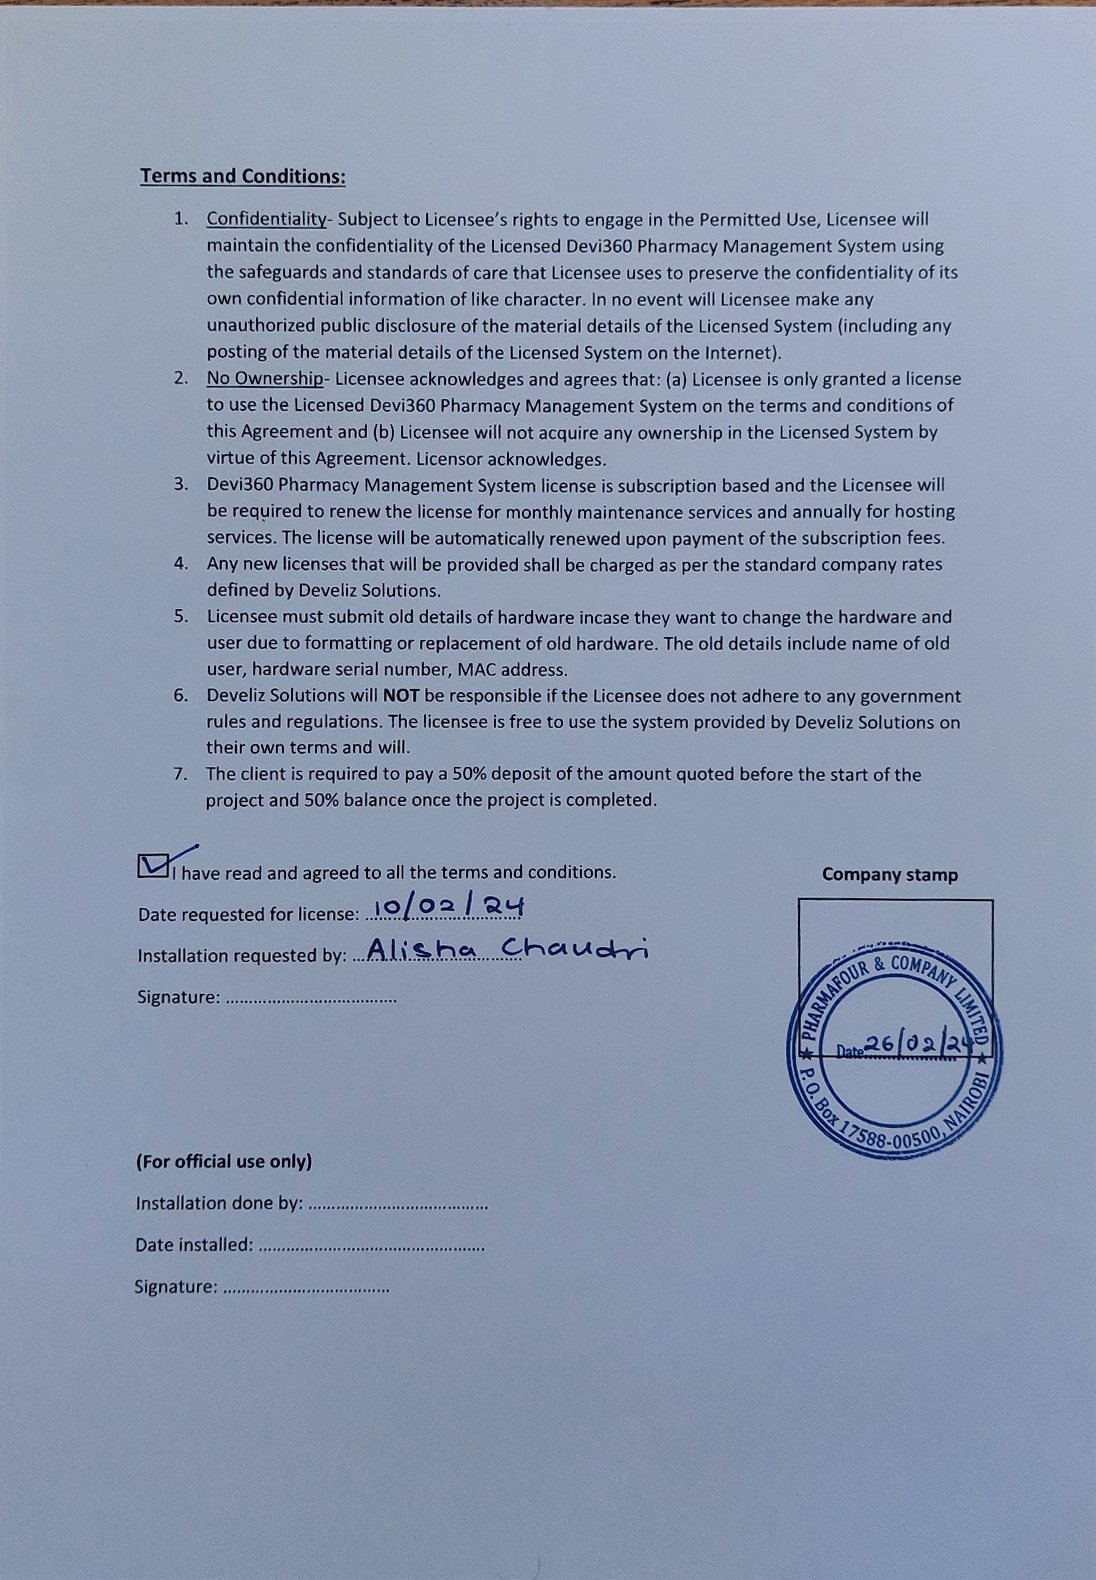 Terms and Conditions:
1. Confidentiality- Subject to Licensee's rights to engage in the Permitted Use, Licensee will
maintain the confidentiality of the Licensed Devi360 Pharmacy Management System using
the safeguards and standards of care that Licensee uses to preserve the confidentiality of its
own confidential information of like character. In no event will Licensee make any
unauthorized public disclosure of the material details of the Licensed System (including any
posting of the material details of the Licensed System on the Internet).
2. No Ownership- Licensee acknowledges and agrees that: (a) Licensee is only granted a license
to use the Licensed Devi360 Pharmacy Management System on the terms and conditions of
this Agreement and (b) Licensee will not acquire any ownership in the Licensed System by
virtue of this Agreement. Licensor acknowledges.
3. Devi360 Pharmacy Management System license is subscription based and the Licensee will
be required to renew the license for monthly maintenance services and annually for hosting
services. The license will be automatically renewed upon payment of the subscription fees.
4. Any new licenses that will be provided shall be charged as per the standard company rates
defined by Develiz Solutions.
5. Licensee must submit old details of hardware incase they want to change the hardware and
user due to formatting or replacement of old hardware. The old details include name of old
user, hardware serial number, MAC address.
6. Develiz Solutions will NOT be responsible if the Licensee does not adhere to any government
rules and regulations. The licensee is free to use the system provided by Develiz Solutions on
their own terms and will.
7. The client is required to pay a 50% deposit of the amount quoted before the start of the
project and 50% balance once the project is completed.
I have read and agreed to all the terms and conditions.
Date requested for license: 10/02/24
Installation requested by: Alisha Chaudri
Signature: ....................................
Company stamp
PHARMAFOUR & COMPANY LIMITED
Date 26/02/24
P. O. Box 17588-00500, NAIROBI
(For official use only)
Installation done by: ......................................
Date installed: ................................................
Signature: ...................................